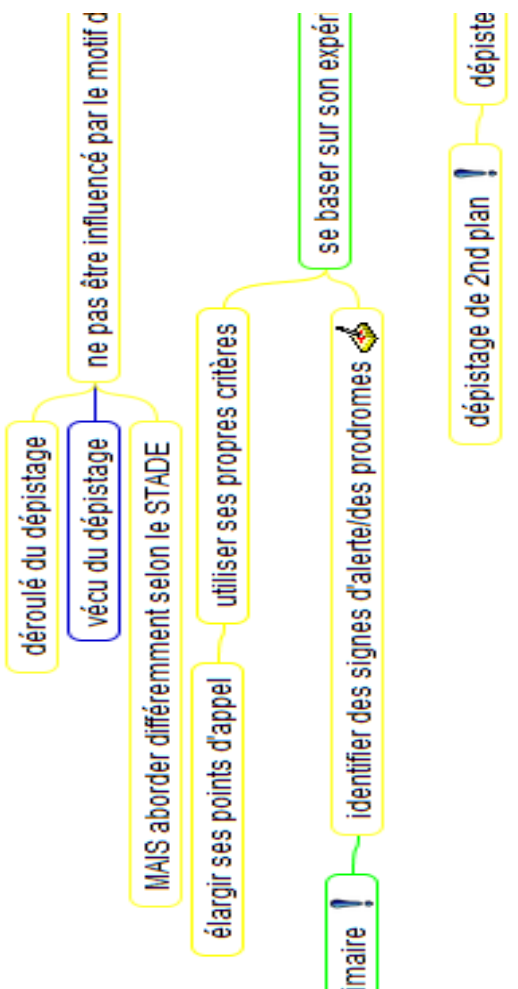 déroulé du dépistage
vécu du dépistage
MAIS aborder différemment selon le STADE
ne pas être influencé par le motif d
élargir ses points d'appel
utiliser ses propres critères
se baser sur son expéri
identifier des signes d'alerte/des prodromes
imaire
dépistage de 2nd plan
dépiste